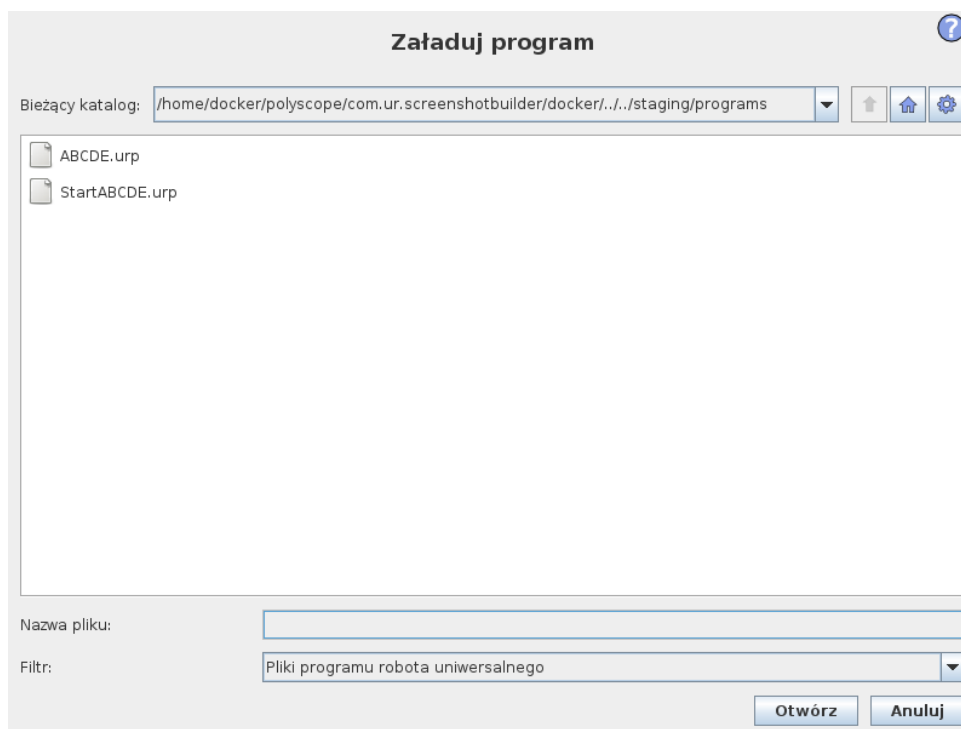 Załaduj program
?
Bieżący katalog: /home/docker/polyscope/com.ur.screenshotbuilder/docker/../../staging/programs
ABCDE.urp
StartABCDE.urp
Nazwa pliku:
Filtr: Pliki programu robota uniwersalnego
Otwórz Anuluj